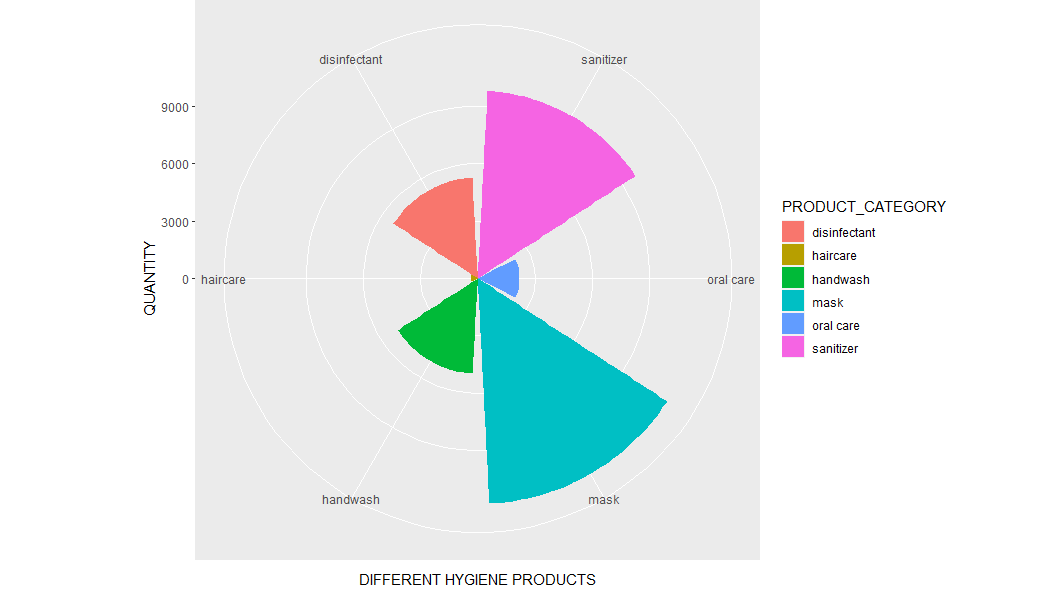 disinfectant
sanitizer
9000
6000
3000
0
haircare
oral care
handwash
mask
QUANTITY
DIFFERENT HYGIENE PRODUCTS
PRODUCT_CATEGORY
disinfectant
haircare
handwash
mask
oral care
sanitizer